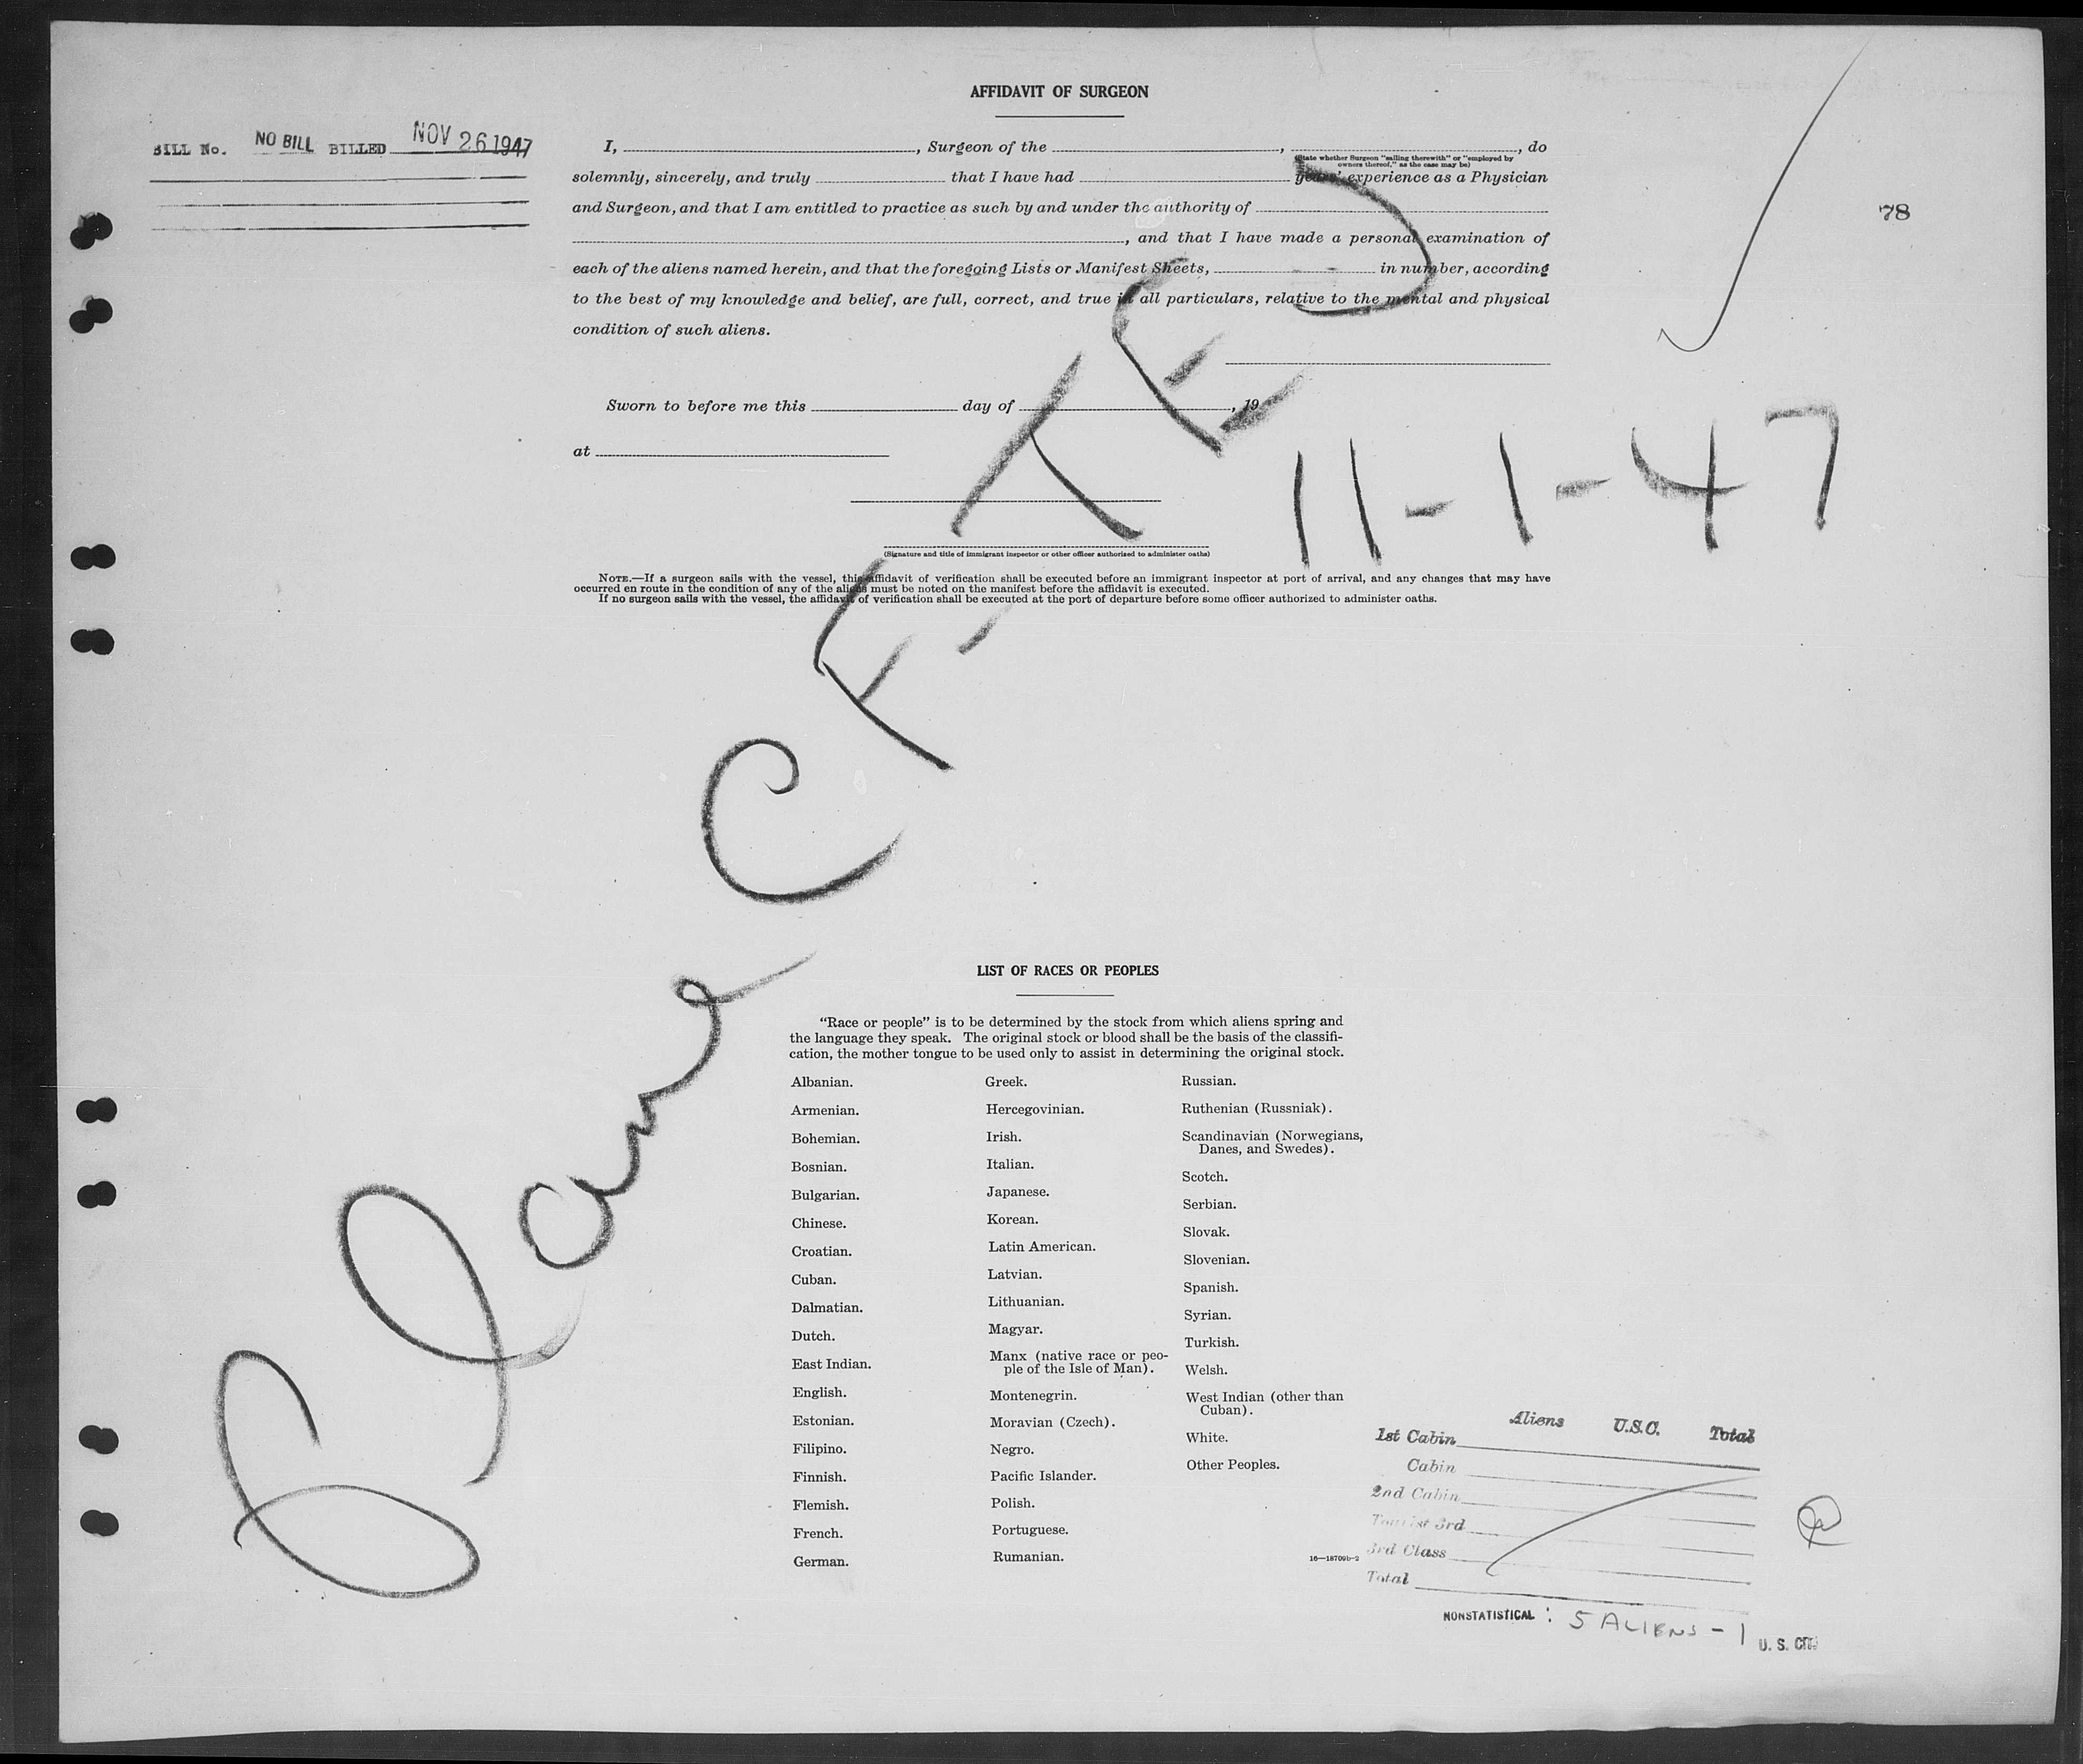 AFFIDAVIT OF SURGEON
BILL No. NO BILL BILLED NOV 26 1947
I, , Surgeon of the , , do
(State whether Surgeon "sailing therewith" or "employed by
owners thereof," as the case may be)
solemnly, sincerely, and truly that I have had years' experience as a Physician
and Surgeon, and that I am entitled to practice as such by and under the authority of
, and that I have made a personal examination of
78
each of the aliens named herein, and that the foregoing Lists or Manifest Sheets, in number, according
to the best of my knowledge and belief, are full, correct, and true in all particulars, relative to the mental and physical
condition of such aliens.
Sworn to before me this day of , 19
at
11-1-47
(Signature and title of immigrant inspector or other officer authorized to administer oaths)
NOTE.—If a surgeon sails with the vessel, this affidavit of verification shall be executed before an immigrant inspector at port of arrival, and any changes that may have
occurred en route in the condition of any of the aliens must be noted on the manifest before the affidavit is executed.
If no surgeon sails with the vessel, the affidavit of verification shall be executed at the port of departure before some officer authorized to administer oaths.
LIST OF RACES OR PEOPLES
"Race or people" is to be determined by the stock from which aliens spring and
the language they speak. The original stock or blood shall be the basis of the classifi-
cation, the mother tongue to be used only to assist in determining the original stock.
Albanian.
Armenian.
Bohemian.
Bosnian.
Bulgarian.
Chinese.
Croatian.
Cuban.
Dalmatian.
Dutch.
East Indian.
English.
Estonian.
Filipino.
Finnish.
Flemish.
French.
German.
Greek.
Hercegovinian.
Irish.
Italian.
Japanese.
Korean.
Latin American.
Latvian.
Lithuanian.
Magyar.
Manx (native race or peo-
ple of the Isle of Man).
Montenegrin.
Moravian (Czech).
Negro.
Pacific Islander.
Polish.
Portuguese.
Rumanian.
Russian.
Ruthenian (Russniak).
Scandinavian (Norwegians,
Danes, and Swedes).
Scotch.
Serbian.
Slovak.
Slovenian.
Spanish.
Syrian.
Turkish.
Welsh.
West Indian (other than
Cuban).
White.
Other Peoples.
16—18709b-2
Aliens U.S.C. Total
1st Cabin
Cabin
2nd Cabin
Tourist 3rd
3rd Class
Total
NONSTATISTICAL : 5 ALIENS - 1 U. S. CIT.